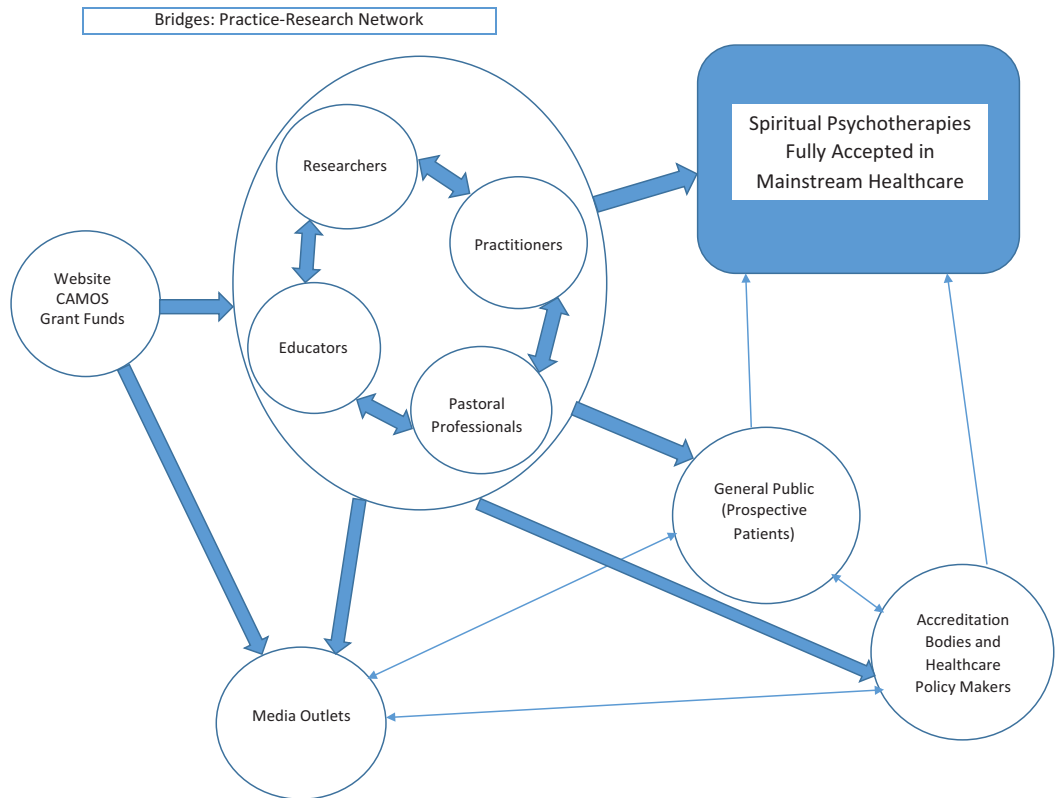 Bridges: Practice-Research Network
Researchers
Practitioners
Educators
Pastoral
Professionals
Website
CAMOS
Grant Funds
Spiritual Psychotherapies
Fully Accepted in
Mainstream Healthcare
General Public
(Prospective
Patients)
Accreditation
Bodies and
Healthcare
Policy Makers
Media Outlets